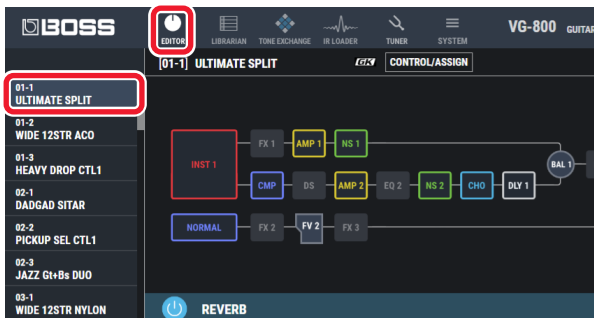 BOSS
EDITOR
LIBRARIAN
TONE EXCHANGE
IR LOADER
TUNER
SYSTEM
VG-800
[01-1] ULTIMATE SPLIT
GK
CONTROL/ASSIGN
01-1
ULTIMATE SPLIT
01-2
WIDE 12STR ACO
01-3
HEAVY DROP CTL1
02-1
DADGAD SITAR
02-2
PICKUP SEL CTL1
02-3
JAZZ Gt+Bs DUO
03-1
WIDE 12STR NYLON
INST 1
FX 1
AMP 1
NS 1
BAL 1
CMP
DS
AMP 2
EQ 2
NS 2
CHO
DLY 1
NORMAL
FX 2
FV 2
FX 3
REVERB